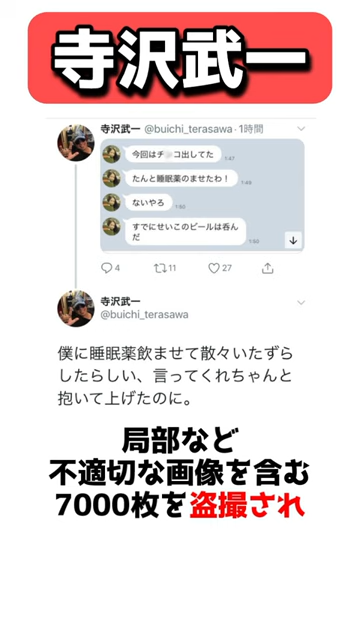 寺沢武一
寺沢武一 @buichi_terasawa・1時間
今回はチ コ出してた
1:47
たんと睡眠薬のませたわ！
1:49
ないやろ
1:50
すでにせいこのビールは呑ん
だ
1:50
4 11 27
寺沢武一
@buichi_terasawa
僕に睡眠薬飲ませて散々いたずら
したらしい、言ってくれちゃんと
抱いて上げたのに。
局部など
不適切な画像を含む
7000枚を盗撮され